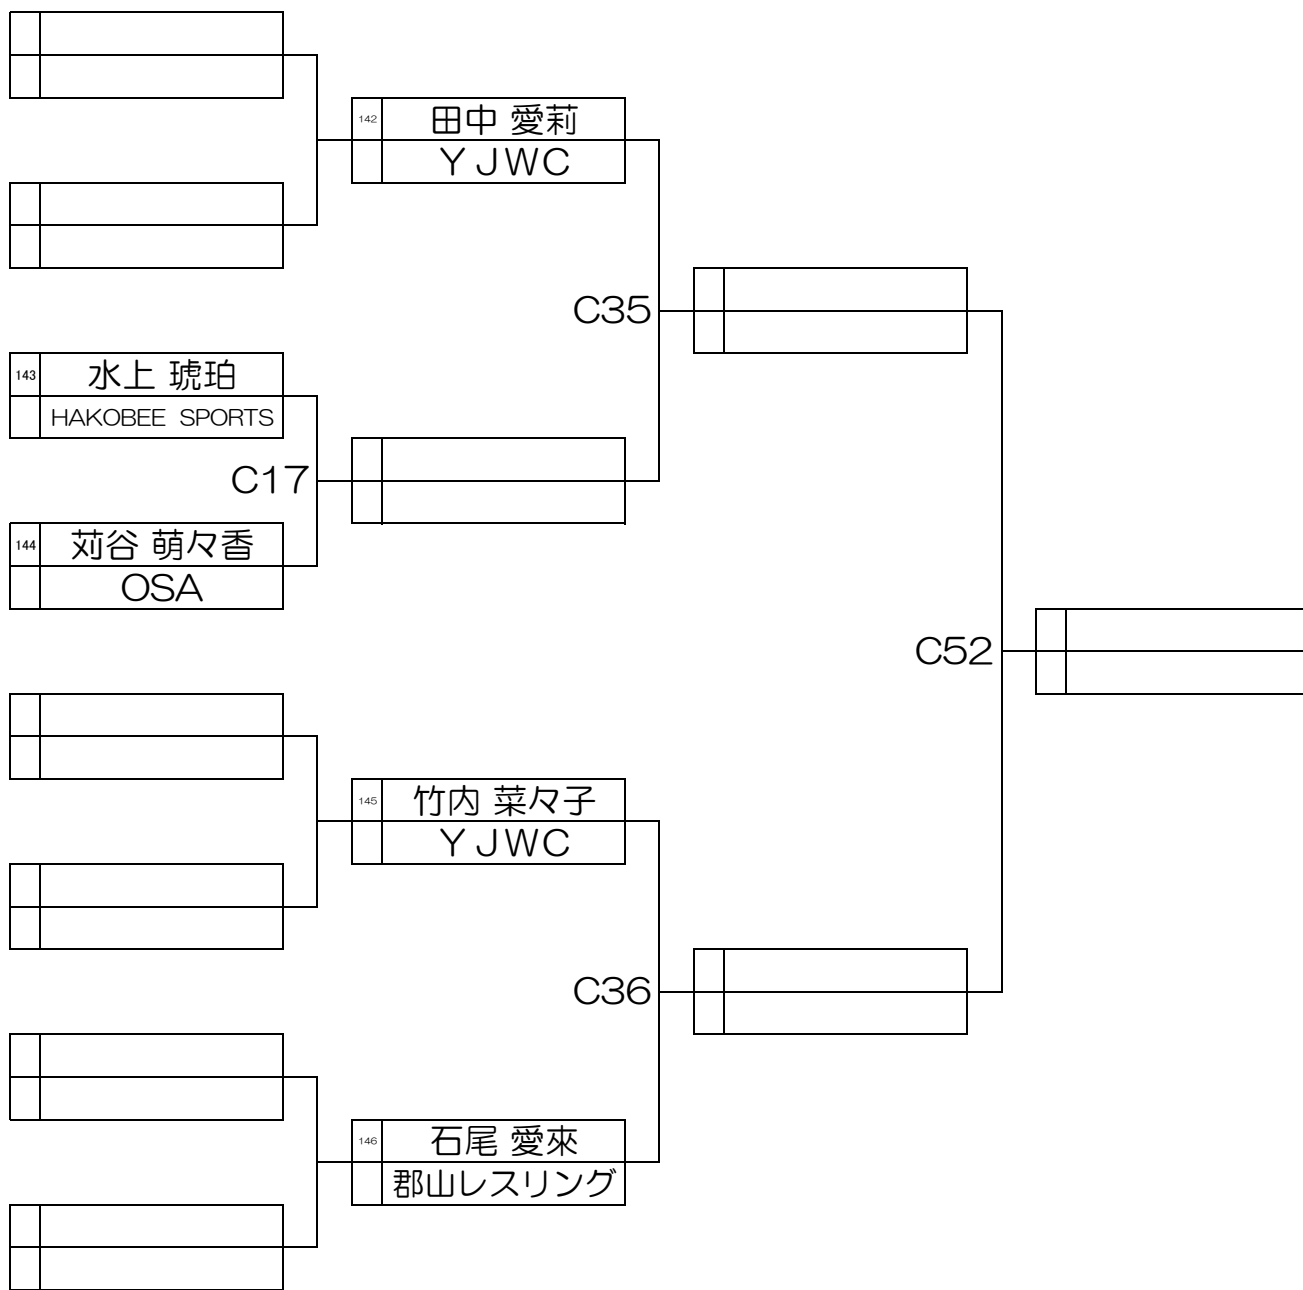 142 田中 愛莉
ＹＪＷＣ
C35
143 水上 琥珀
HAKOBEE SPORTS
C17
144 苅谷 萌々香
OSA
C52
145 竹内 菜々子
ＹＪＷＣ
C36
146 石尾 愛來
郡山レスリング